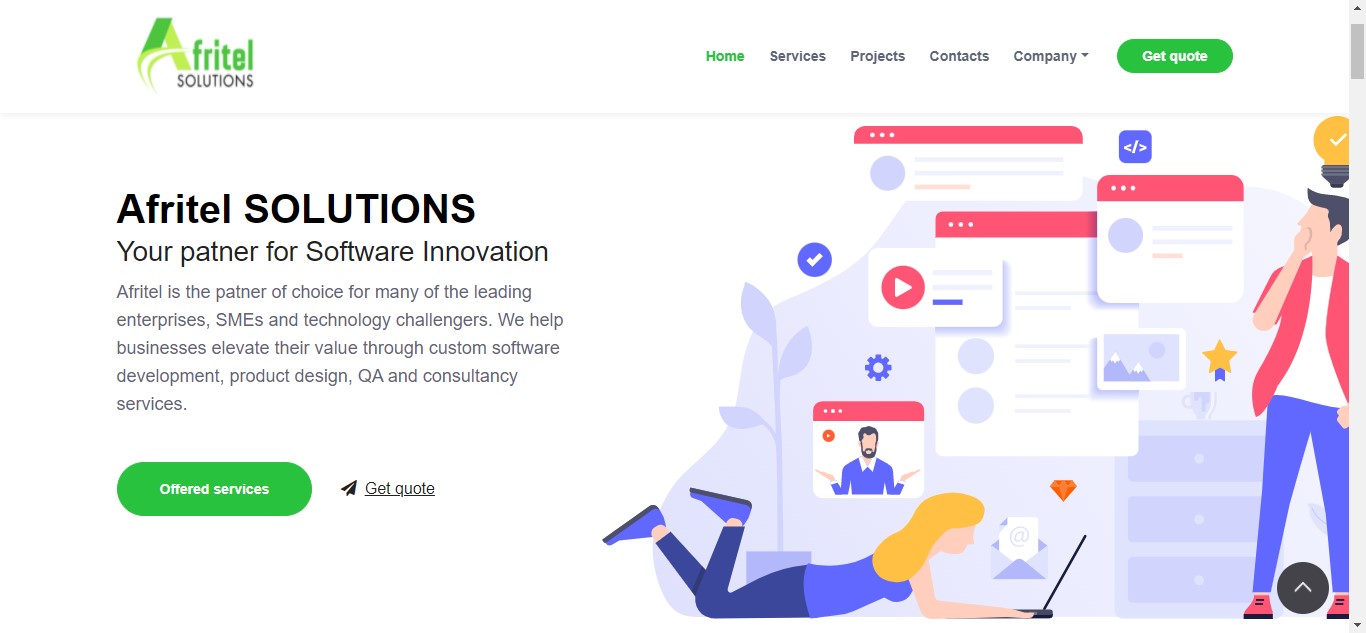 Afritel
SOLUTIONS
Home Services Projects Contacts Company Get quote
</>
Afritel SOLUTIONS
Your patner for Software Innovation
Afritel is the patner of choice for many of the leading
enterprises, SMEs and technology challengers. We help
businesses elevate their value through custom software
development, product design, QA and consultancy
services.
Offered services Get quote
@